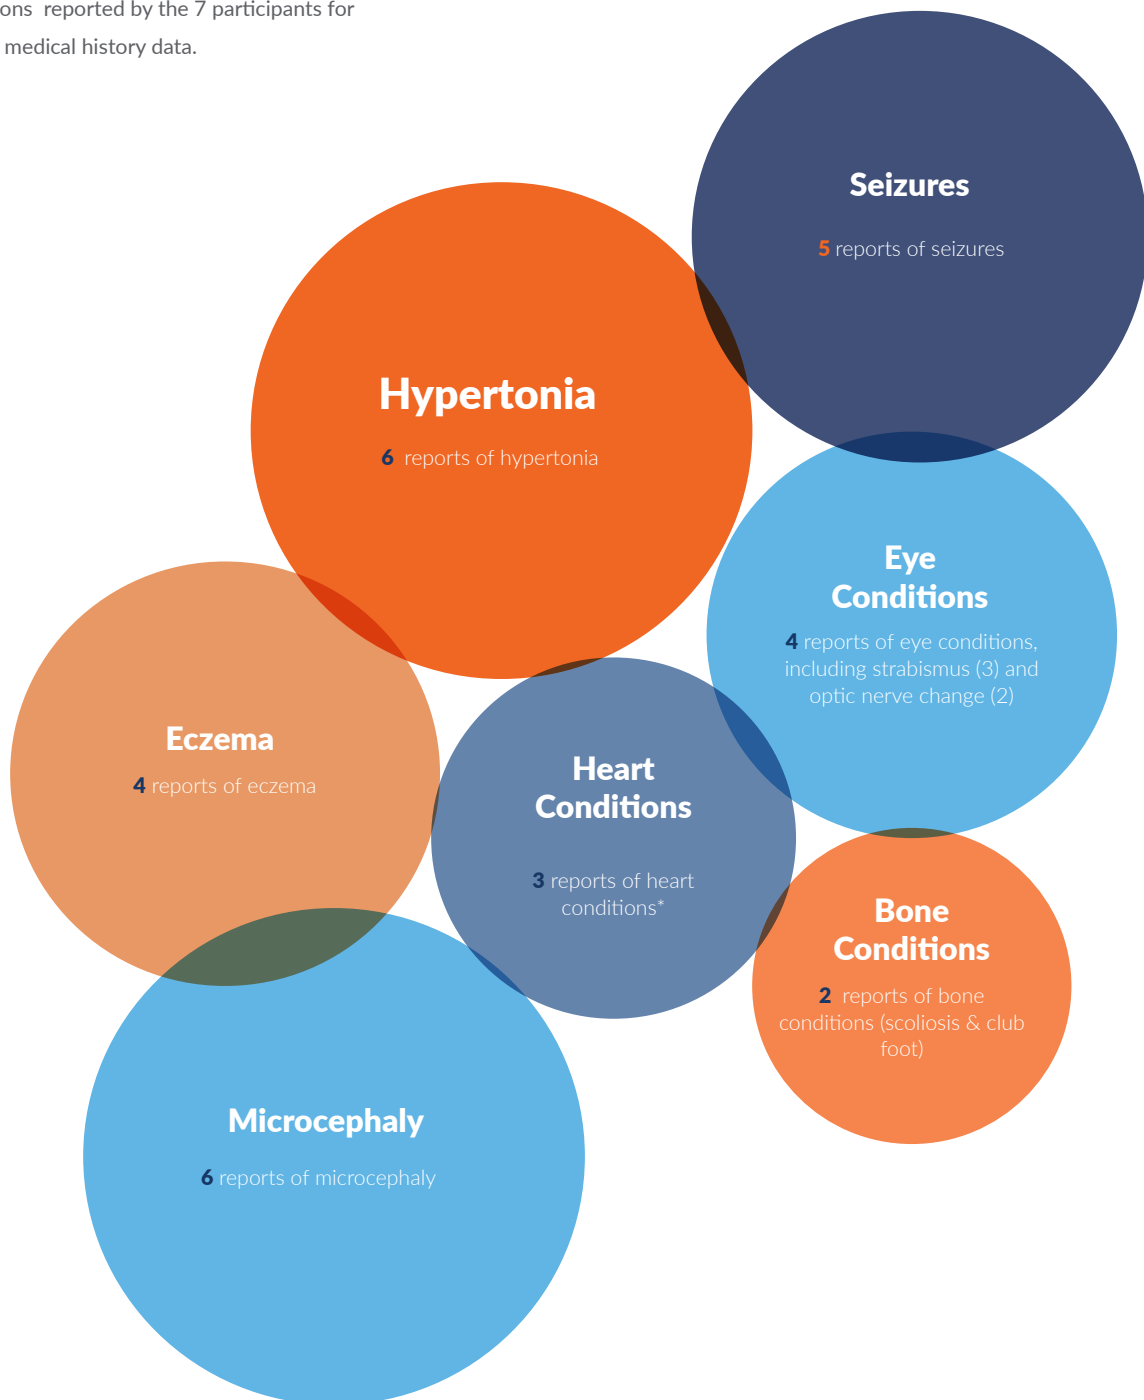 ons reported by the 7 participants for
medical history data.
Seizures
5 reports of seizures
Hypertonia
6 reports of hypertonia
Eye
Conditions
4 reports of eye conditions,
including strabismus (3) and
optic nerve change (2)
Eczema
4 reports of eczema
Heart
Conditions
3 reports of heart
conditions*
Bone
Conditions
2 reports of bone
conditions (scoliosis & club
foot)
Microcephaly
6 reports of microcephaly